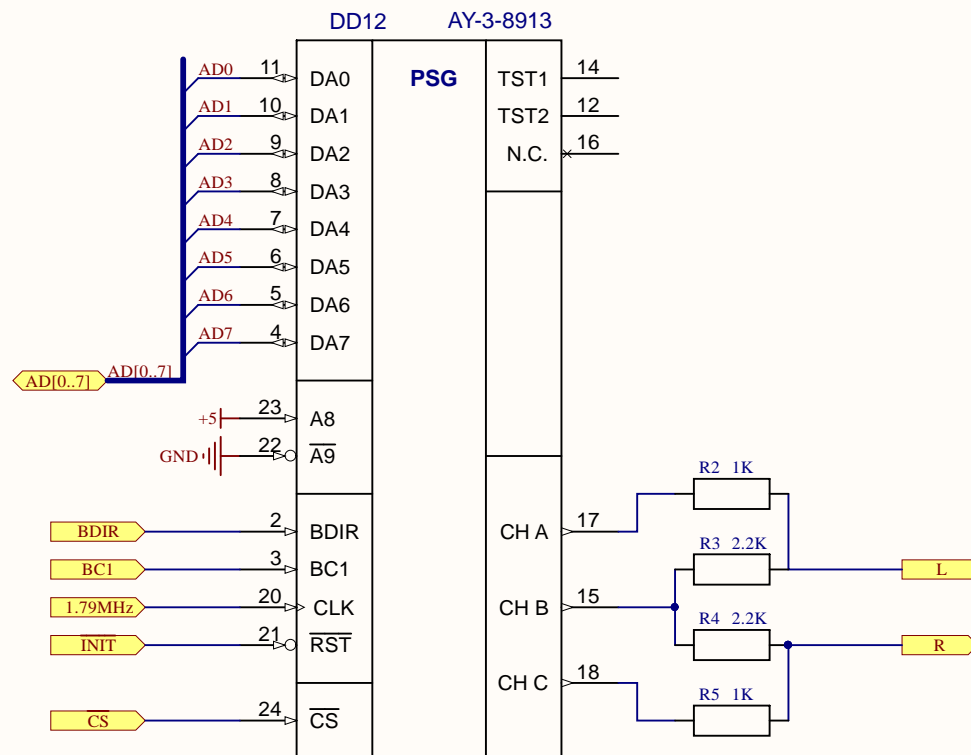 DD12 AY-3-8913
PSG
AD0 11 DA0
AD1 10 DA1
AD2 9 DA2
AD3 8 DA3
AD4 7 DA4
AD5 6 DA5
AD6 5 DA6
AD7 4 DA7
AD[0..7] AD[0..7]
+5 23 A8
GND 22 A9
BDIR 2 BDIR
BC1 3 BC1
1.79MHz 20 CLK
INIT 21 RST
CS 24 CS
TST1 14
TST2 12
N.C. 16
CH A 17
CH B 15
CH C 18
R2 1K
R3 2.2K
L
R4 2.2K
R
R5 1K